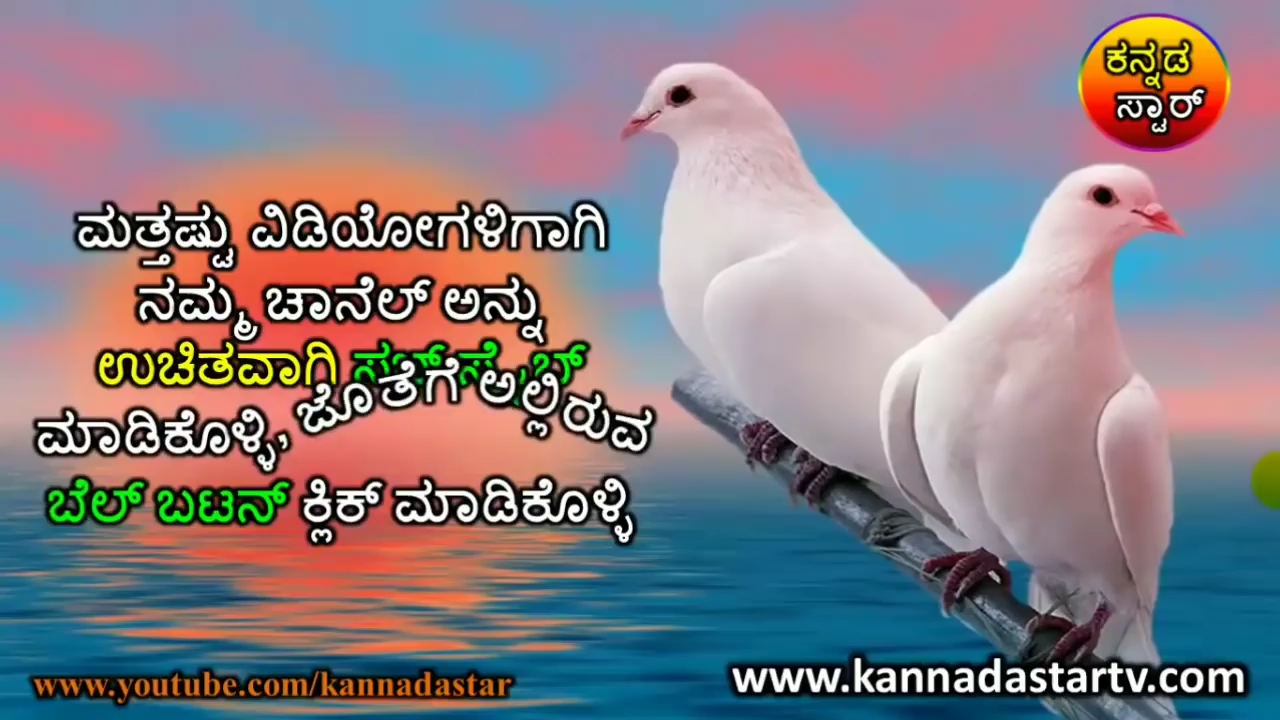 ಕನ್ನಡ
ಸ್ಟಾರ್
ಮತ್ತಷ್ಟು ವಿಡಿಯೋಗಳಿಗಾಗಿ
ನಮ್ಮ ಚಾನೆಲ್ ಅನ್ನು
ಉಚಿತವಾಗಿ
ಮಾಡಿಕೊಳ್ಳಿ, ಜೊತೆಗೆ ಅಲ್ಲಿರುವ
ಬೆಲ್ ಬಟನ್ ಕ್ಲಿಕ್ ಮಾಡಿಕೊಳ್ಳಿ
www.youtube.com/kannadastar
www.kannadastartv.com